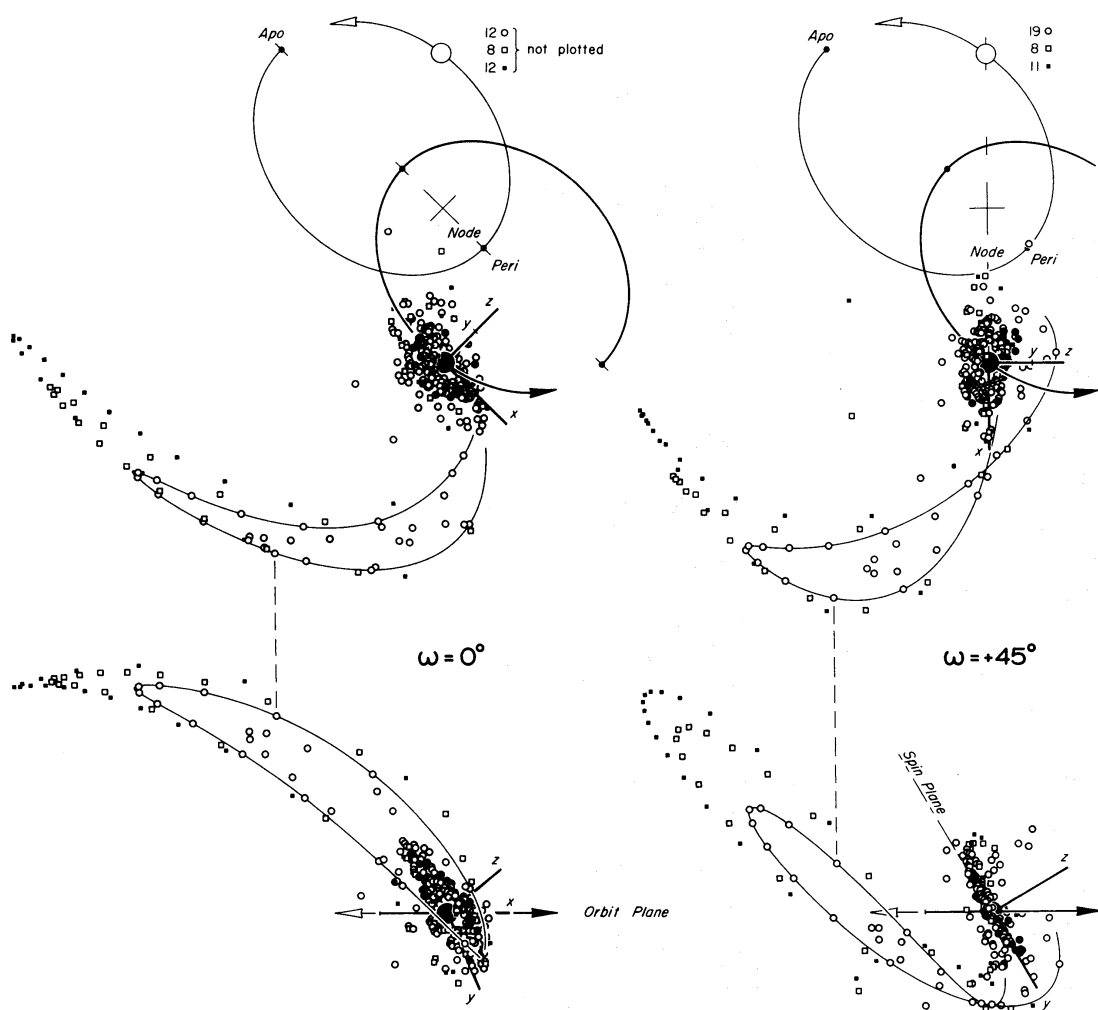 Apo
12 ○
8 □ not plotted
12 ▪
Node
Peri
z
y
x
ω = 0°
z
x
Orbit Plane
y
Apo
19 ○
8 □
11 ▪
Node
Peri
y
z
x
ω = +45°
Spin Plane
z
y